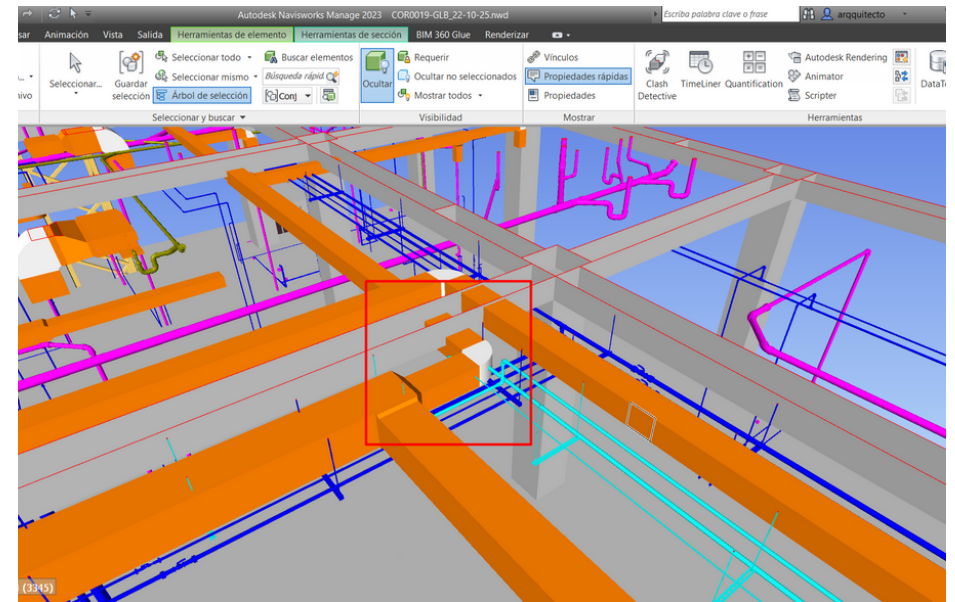 Autodesk Navisworks Manage 2023 COR0019-GLB_22-10-25.nwd
Escriba palabra clave o frase
arqquitecto
Animación Vista Salida Herramientas de elemento Herramientas de sección BIM 360 Glue Renderizar
Seleccionar...
Guardar selección
Seleccionar todo
Seleccionar mismo
Árbol de selección
Buscar elementos
Búsqueda rápid
Conj
Seleccionar y buscar
Ocultar
Requerir
Ocultar no seleccionados
Mostrar todos
Visibilidad
Vínculos
Propiedades rápidas
Propiedades
Mostrar
Clash Detective
TimeLiner
Quantification
Autodesk Rendering
Animator
Scripter
Herramientas
(3345)